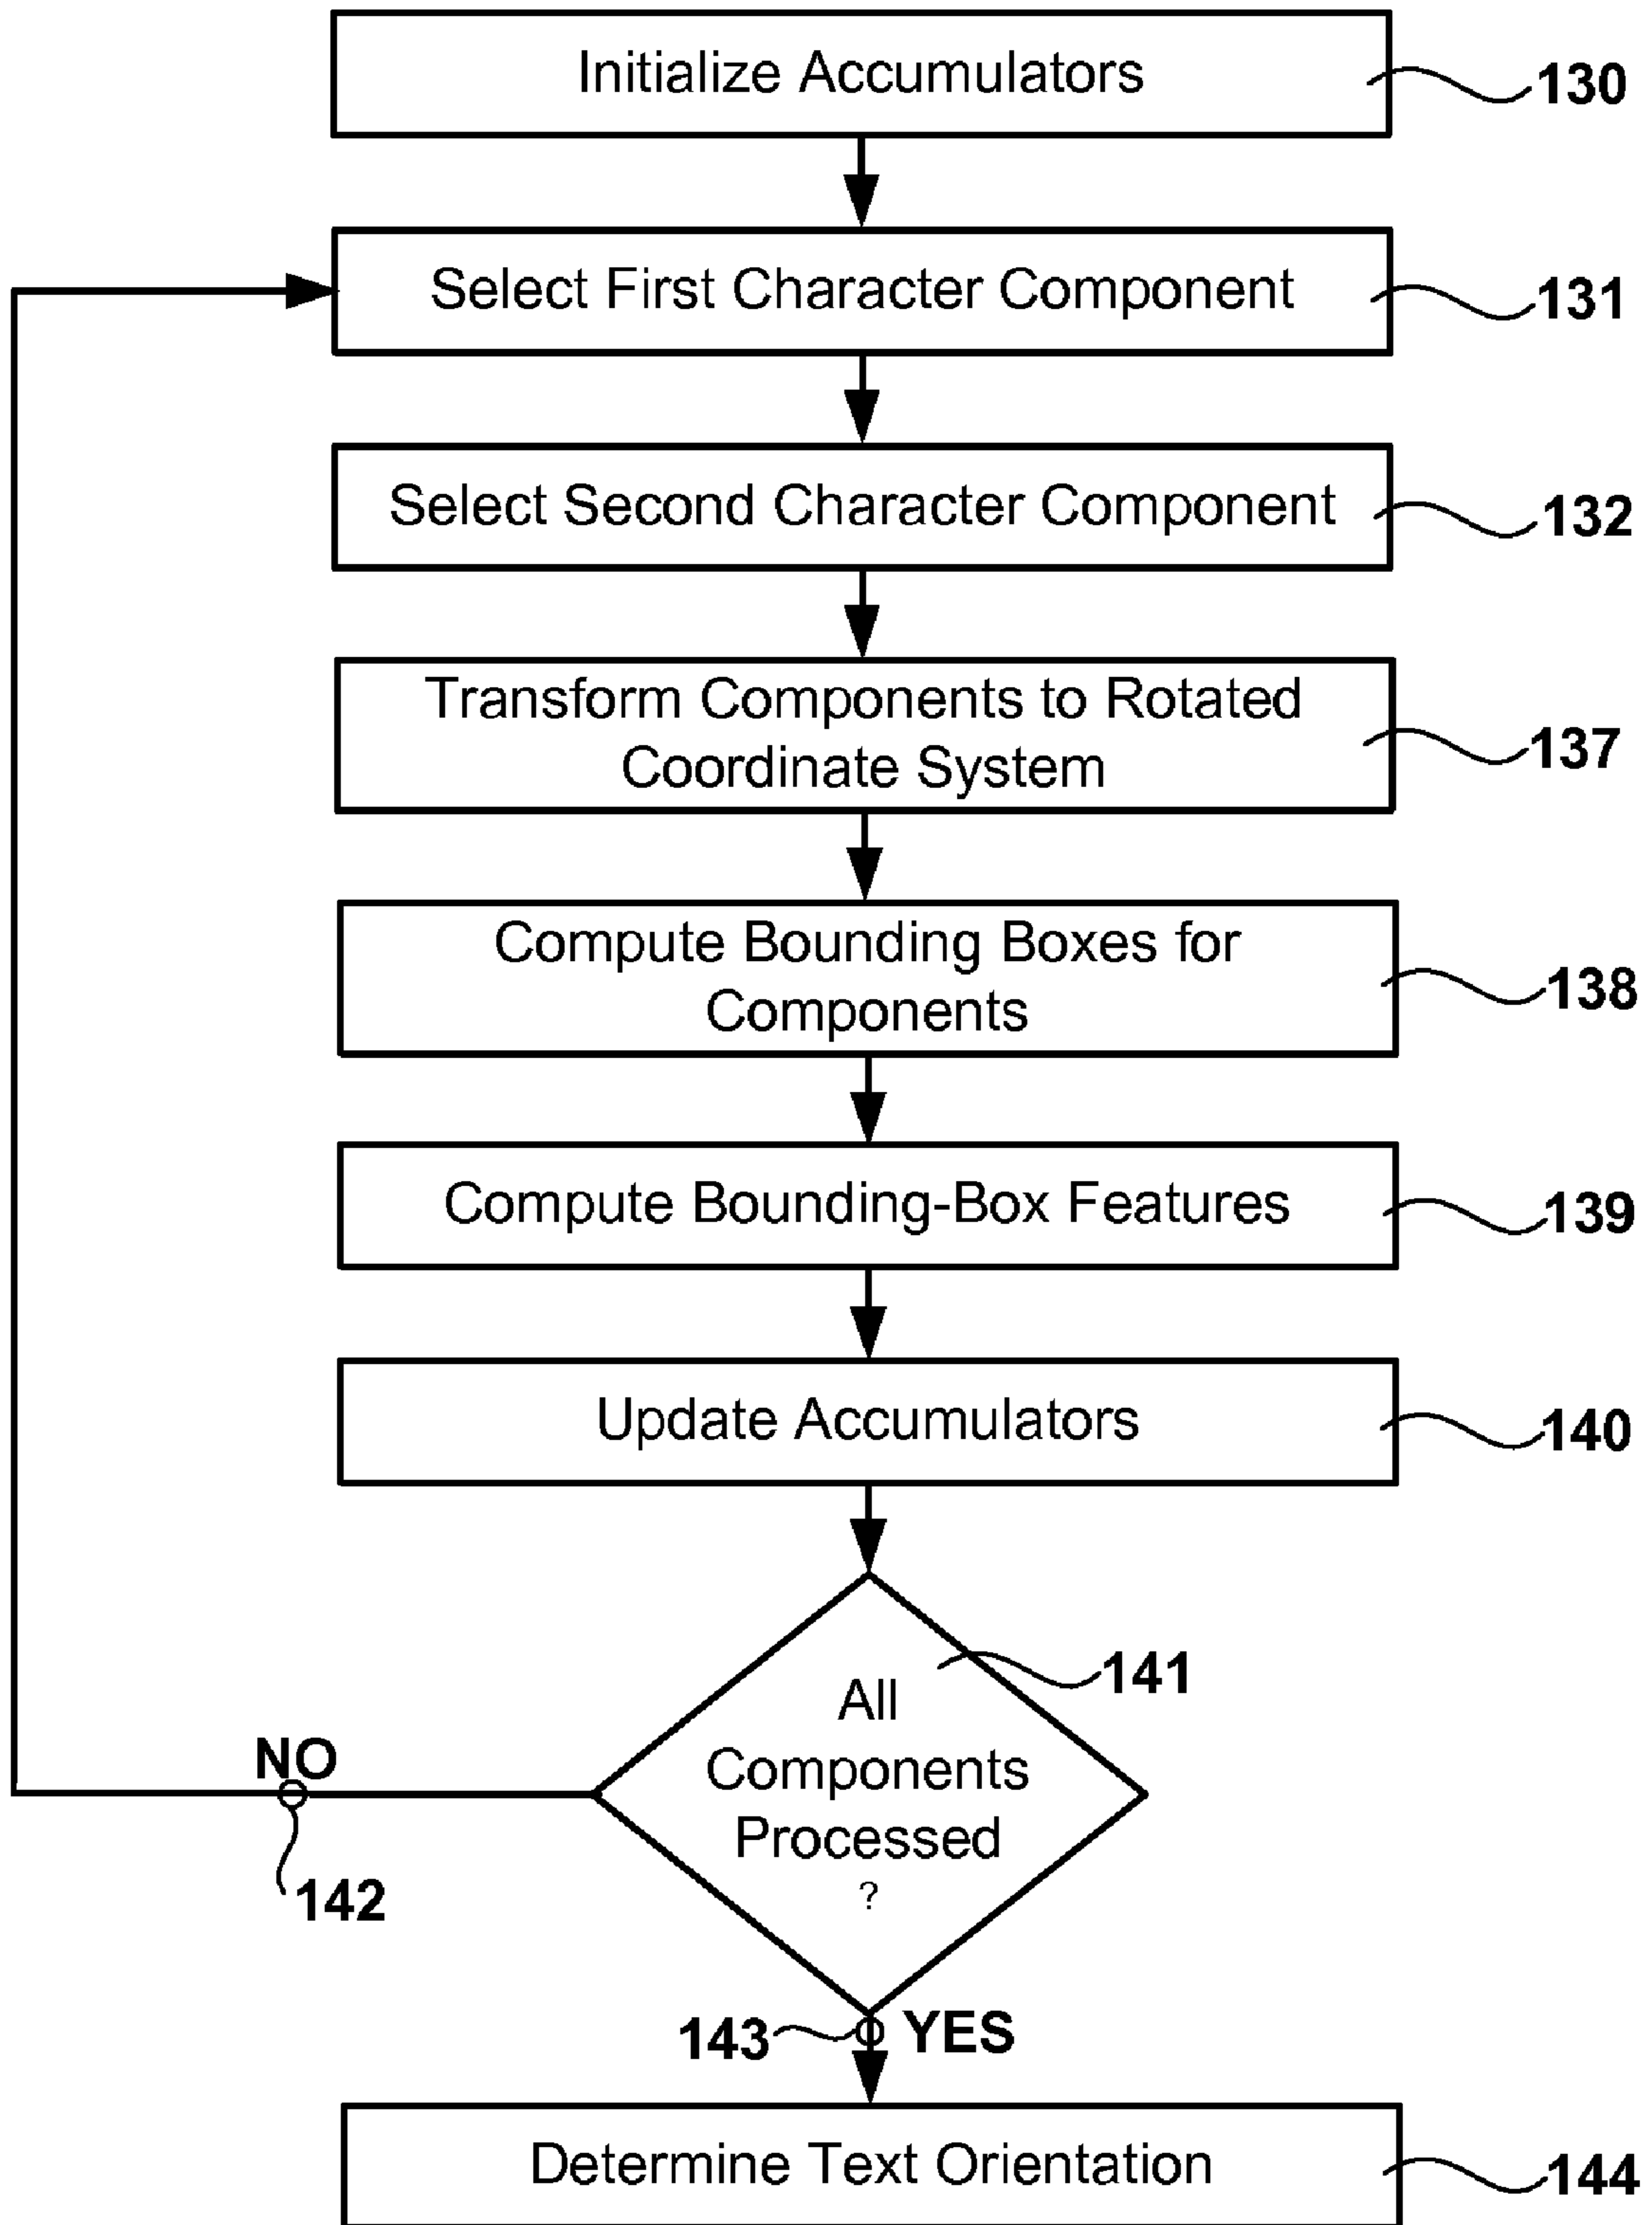 Initialize Accumulators
130
Select First Character Component
131
Select Second Character Component
132
Transform Components to Rotated
Coordinate System
137
Compute Bounding Boxes for
Components
138
Compute Bounding-Box Features
139
Update Accumulators
140
141
All
Components
Processed
?
NO
142
143
YES
Determine Text Orientation
144